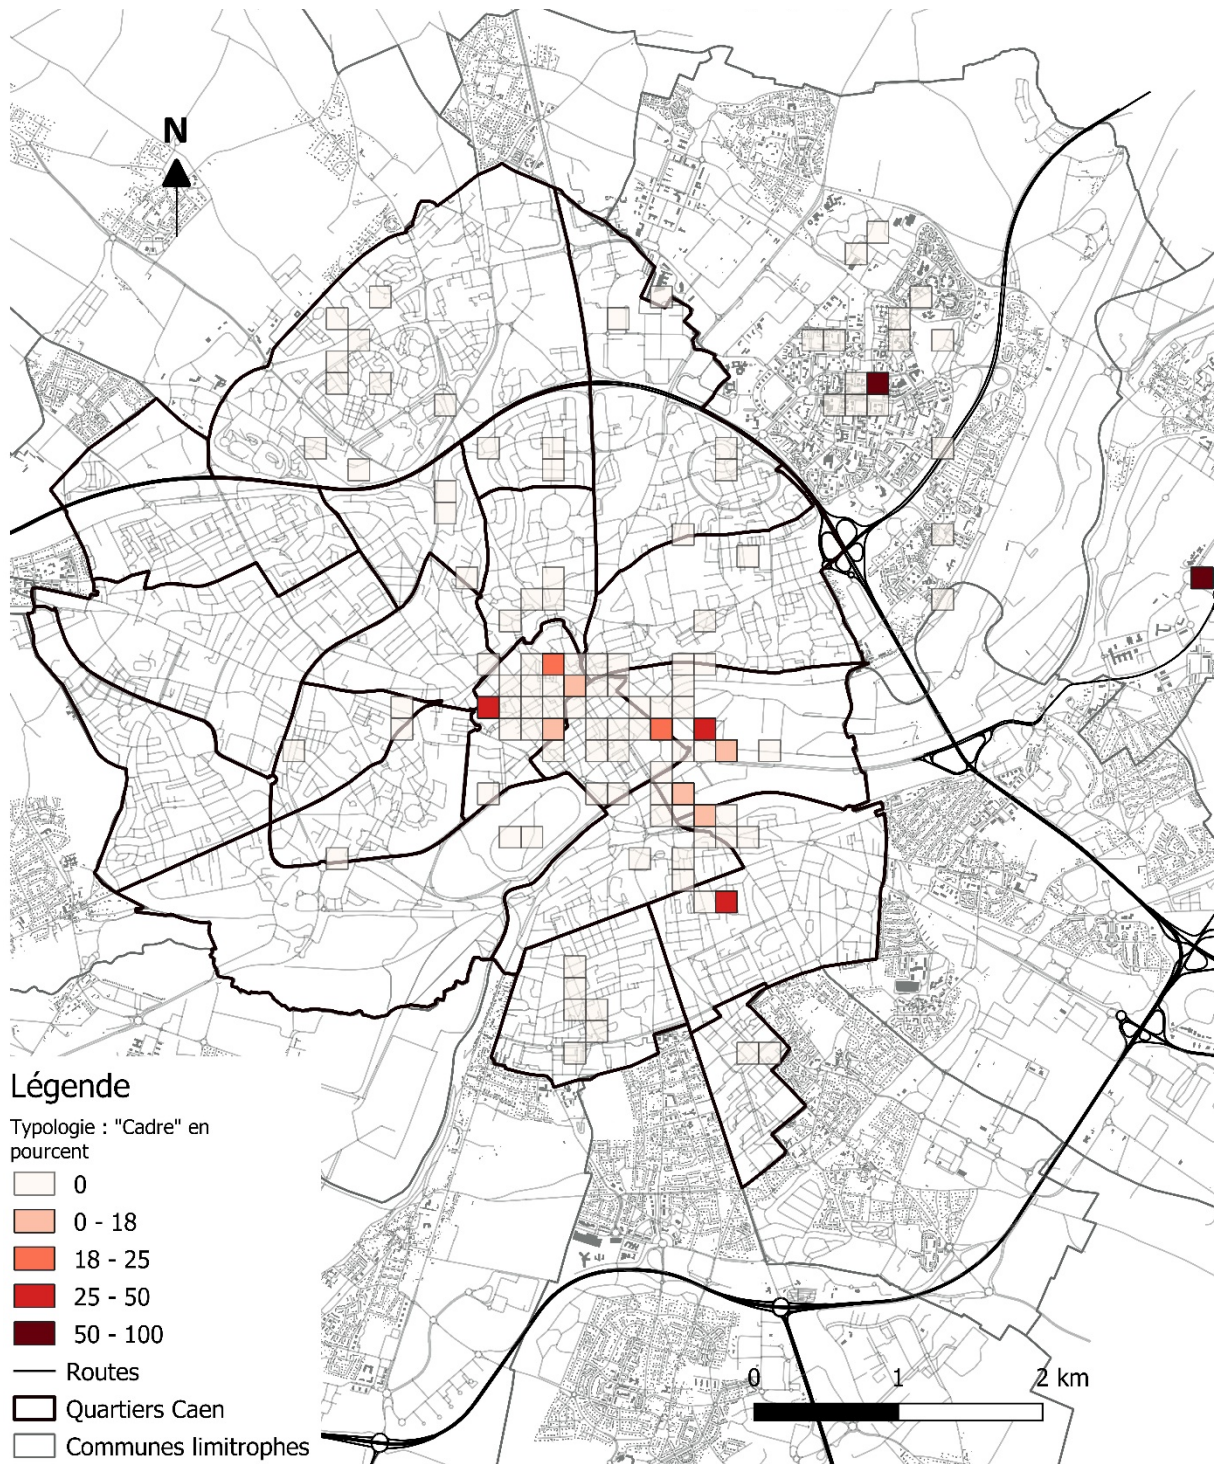 N
Légende
Typologie : "Cadre" en
pourcent
0
0 - 18
18 - 25
25 - 50
50 - 100
Routes
Quartiers Caen
Communes limitrophes
0 1 2 km